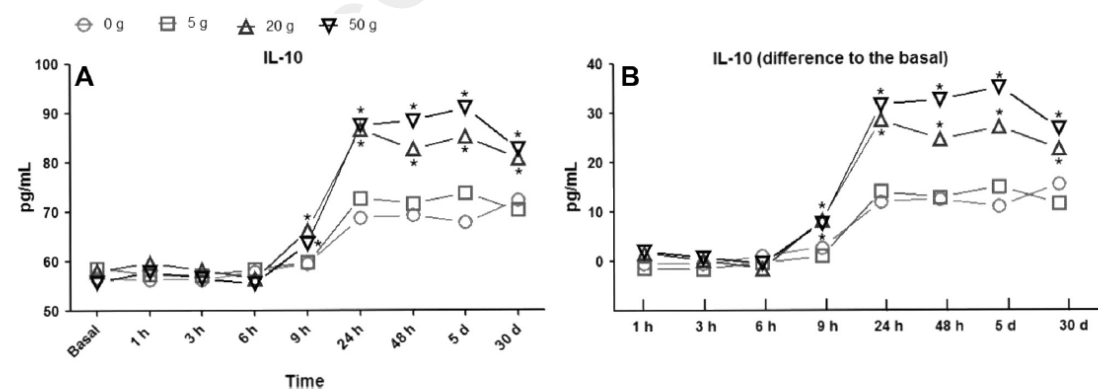 0 g 5 g 20 g 50 g
A IL-10
100
90
80
70
60
50
pg/mL
Basal 1 h 3 h 6 h 9 h 24 h 48 h 5 d 30 d
Time
B IL-10 (difference to the basal)
40
30
20
10
0
pg/mL
1 h 3 h 6 h 9 h 24 h 48 h 5 d 30 d